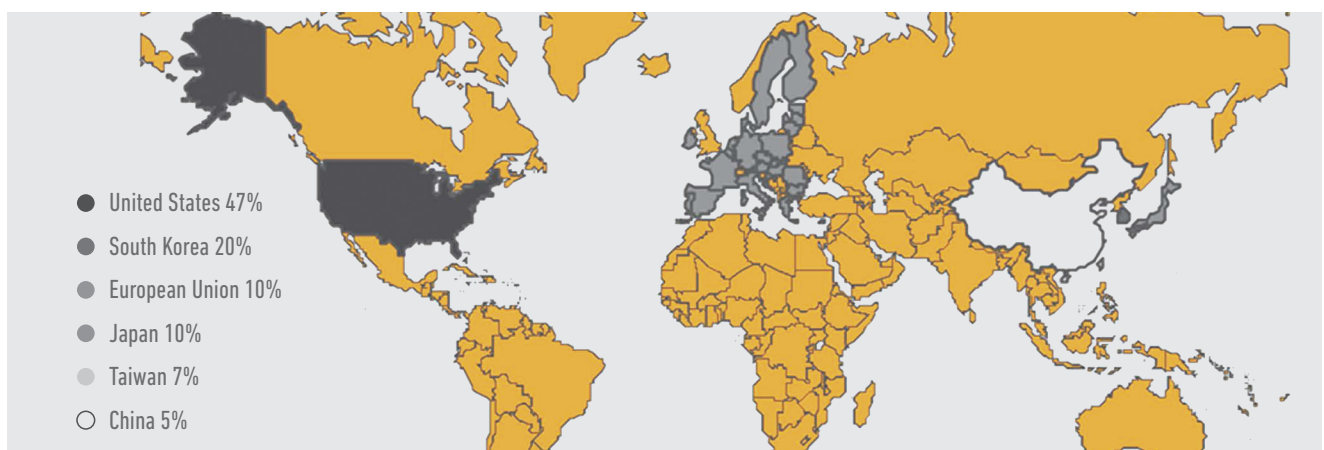 United States 47%
South Korea 20%
European Union 10%
Japan 10%
Taiwan 7%
China 5%